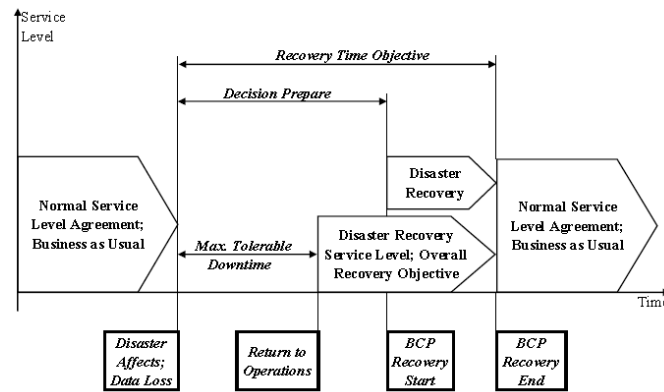 Service
Level
Recovery Time Objective
Decision Prepare
Disaster
Recovery
Normal Service
Level Agreement;
Business as Usual
Max. Tolerable
Downtime
Disaster Recovery
Service Level; Overall
Recovery Objective
Normal Service
Level Agreement;
Business as Usual
Time
Disaster
Affects;
Data Loss
Return to
Operations
BCP
Recovery
Start
BCP
Recovery
End